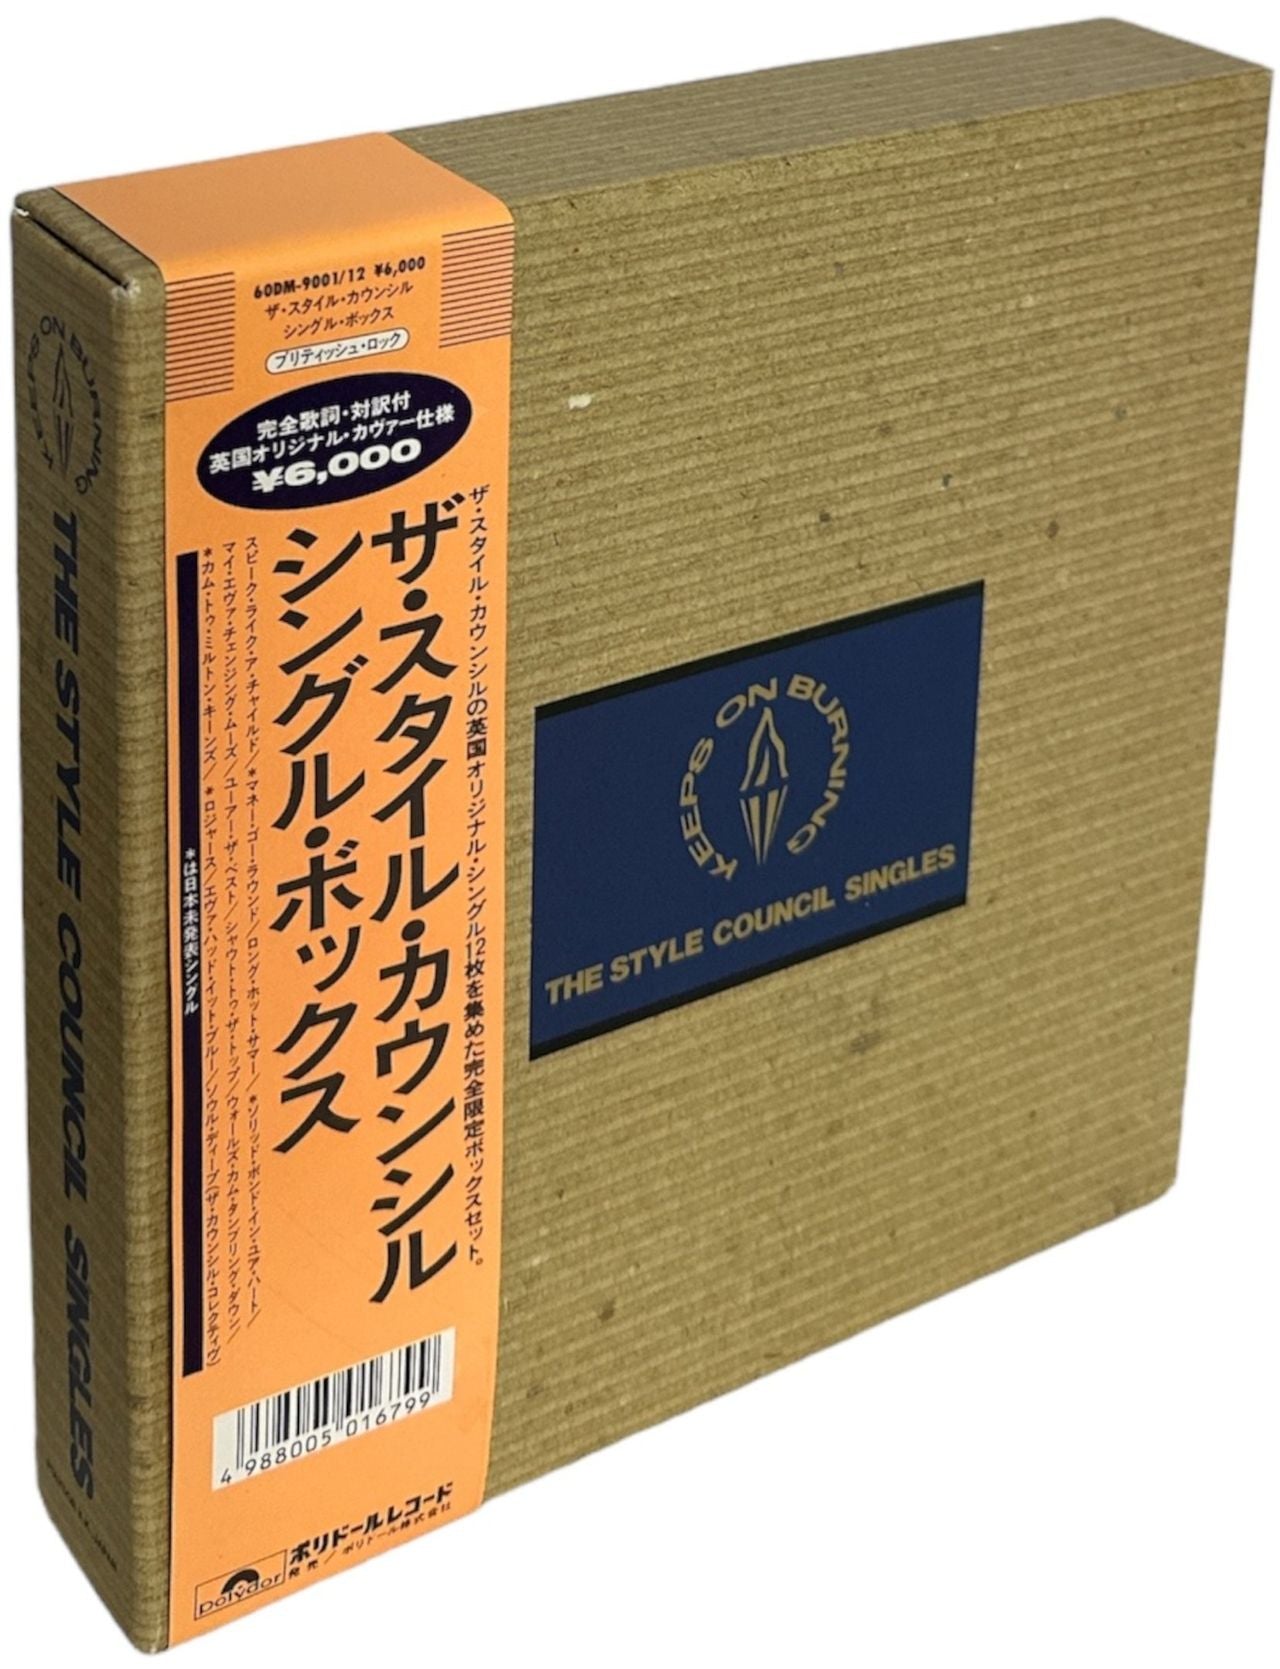 60DM-9001/12 ¥6,000
ザ・スタイル・カウンシル
シングル・ボックス
ブリティッシュ・ロック
完全歌詞・対訳付
英国オリジナル・カヴァー仕様
¥6,000
ザ・スタイル・カウンシルの英国オリジナル・シングル12枚を集めた完全限定ボックスセット。
ザ・スタイル・カウンシル
シングル・ボックス
スピーク・ライク・ア・チャイルド/*マネー・ゴー・ラウンド/ロング・ホット・サマー/*ソリッド・ボンド・イン・ユア・ハート/
マイ・エヴァ・チェンジング・ムーズ/ユーアー・ザ・ベスト/シャウト・トゥ・ザ・トップ/ウォールズ・カム・タンブリング・ダウン/
*カム・トゥ・ミルトン・キーンズ/*ロジャース/エヴァ・ハッド・イット・ブルー/ソウル・ディープ(ザ・カウンシル・コレクティヴ)
*は日本未発表シングル
4 988005 016799
ポリドールレコード
発売/ポリドール株式会社
polydor
KEEPS ON BURNING
THE STYLE COUNCIL SINGLES
KEEPS ON BURNING
THE STYLE COUNCIL SINGLES